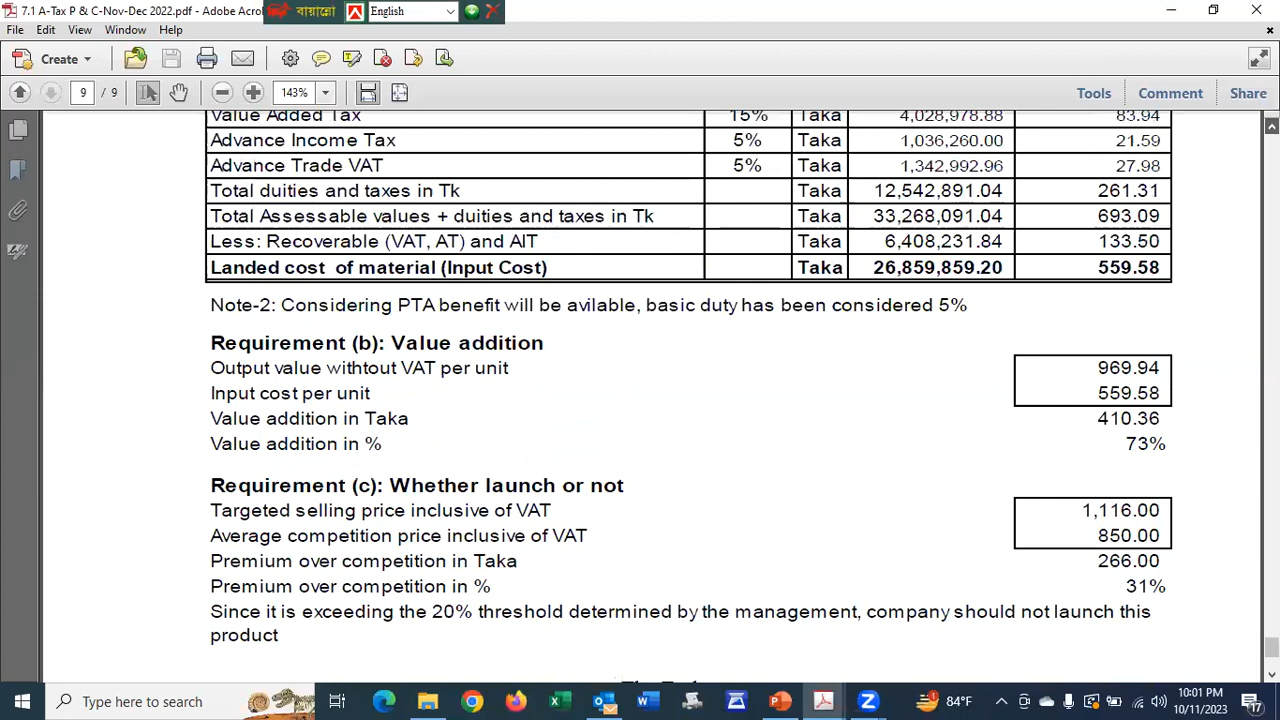 7.1 A-Tax P & C-Nov-Dec 2022.pdf - Adobe Acro
বায়ান্নো English
File Edit View Window Help
Create
9 / 9 143% Tools Comment Share
Value Added Tax 15% Taka 4,028,978.88 83.94
Advance Income Tax 5% Taka 1,036,260.00 21.59
Advance Trade VAT 5% Taka 1,342,992.96 27.98
Total duities and taxes in Tk Taka 12,542,891.04 261.31
Total Assessable values + duities and taxes in Tk Taka 33,268,091.04 693.09
Less: Recoverable (VAT, AT) and AIT Taka 6,408,231.84 133.50
Landed cost of material (Input Cost) Taka 26,859,859.20 559.58
Note-2: Considering PTA benefit will be avilable, basic duty has been considered 5%
Requirement (b): Value addition
Output value withtout VAT per unit 969.94
Input cost per unit 559.58
Value addition in Taka 410.36
Value addition in % 73%
Requirement (c): Whether launch or not
Targeted selling price inclusive of VAT 1,116.00
Average competition price inclusive of VAT 850.00
Premium over competition in Taka 266.00
Premium over competition in % 31%
Since it is exceeding the 20% threshold determined by the management, company should not launch this
product
Type here to search 84°F 10:01 PM
10/11/2023 17